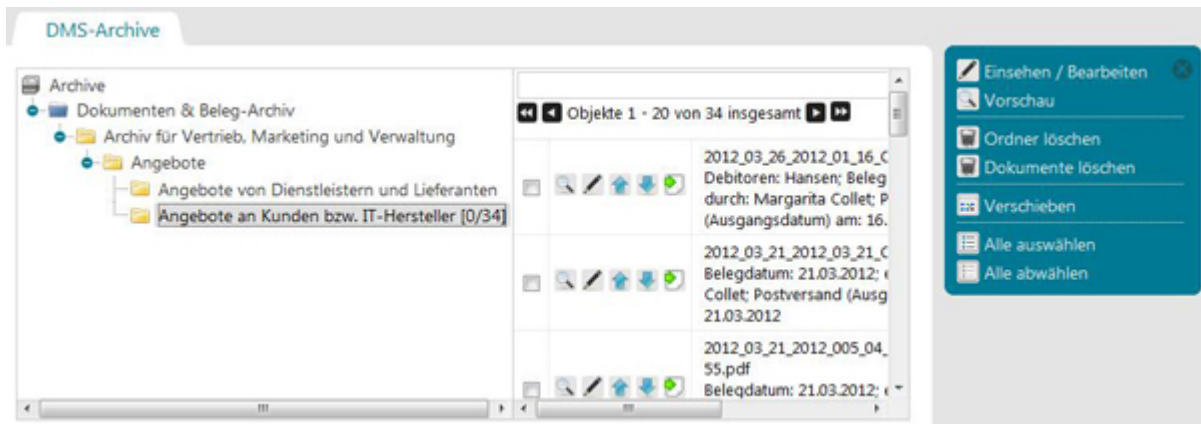 DMS-Archive
Archive
Dokumenten & Beleg-Archiv
Archiv für Vertrieb, Marketing und Verwaltung
Angebote
Angebote von Dienstleistern und Lieferanten
Angebote an Kunden bzw. IT-Hersteller [0/34]
Objekte 1 - 20 von 34 insgesamt
2012_03_26_2012_01_16_C
Debitoren: Hansen; Beleg
durch: Margarita Collet; P
(Ausgangsdatum) am: 16.
2012_03_21_2012_03_21_C
Belegdatum: 21.03.2012; e
Collet; Postversand (Ausg
21.03.2012
2012_03_21_2012_005_04_
55.pdf
Belegdatum: 21.03.2012; e
Einsehen / Bearbeiten
Vorschau
Ordner löschen
Dokumente löschen
Verschieben
Alle auswählen
Alle abwählen